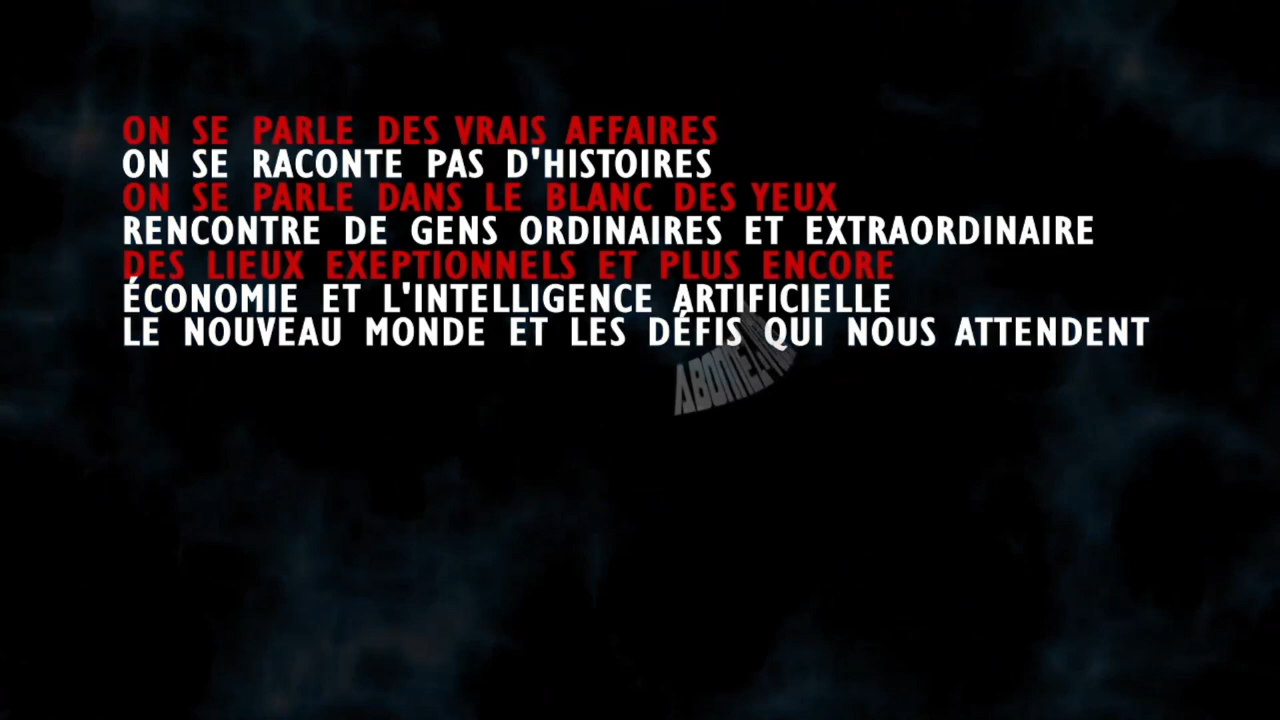 ON SE PARLE DES VRAIS AFFAIRES
ON SE RACONTE PAS D'HISTOIRES
ON SE PARLE DANS LE BLANC DES YEUX
RENCONTRE DE GENS ORDINAIRES ET EXTRAORDINAIRE
DES LIEUX EXEPTIONNELS ET PLUS ENCORE
ÉCONOMIE ET L'INTELLIGENCE ARTIFICIELLE
LE NOUVEAU MONDE ET LES DÉFIS QUI NOUS ATTENDENT